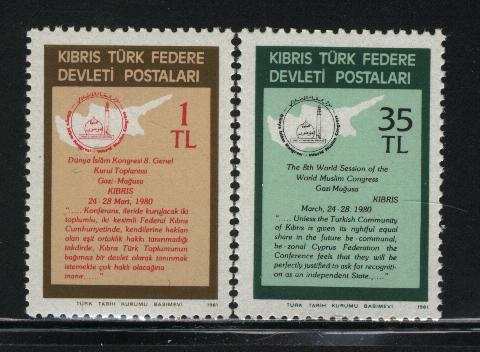 KIBRIS TÜRK FEDERE
DEVLETİ POSTALARI
1
TL
Dünya İslâm Kongresi 8. Genel
Kurul Toplantısı
Gazi-Mağusa
KIBRIS
24-28 Mart, 1980
"..... Konferans, ileride kurulacak iki
toplumlu, iki kesimli Federal Kıbrıs
Cumhuriyetinde, kendilerine hakları
olan eşit ortaklık hakkı tanınmadığı
takdirde, Kıbrıs Türk Toplumunun
bağımsız bir devlet olarak tanınmak
istemekte çok haklı olacağına
inanır......"
TÜRK TARİH KURUMU BASIMEVİ 1981
KIBRIS TÜRK FEDERE
DEVLETİ POSTALARI
35
TL
The 8th World Session of the
World Muslim Congress
Gazi Mağusa
KIBRIS
March, 24-28. 1980
"..... Unless the Turkish Community
of Kıbrıs is given its rightful equal
share in the future be-communal,
be-zonal Cyprus Federation the
Conference feels that they will be
perfectly justified to ask for recogniti-
on as an independent State,....."
TÜRK TARİH KURUMU BASIMEVİ 1981